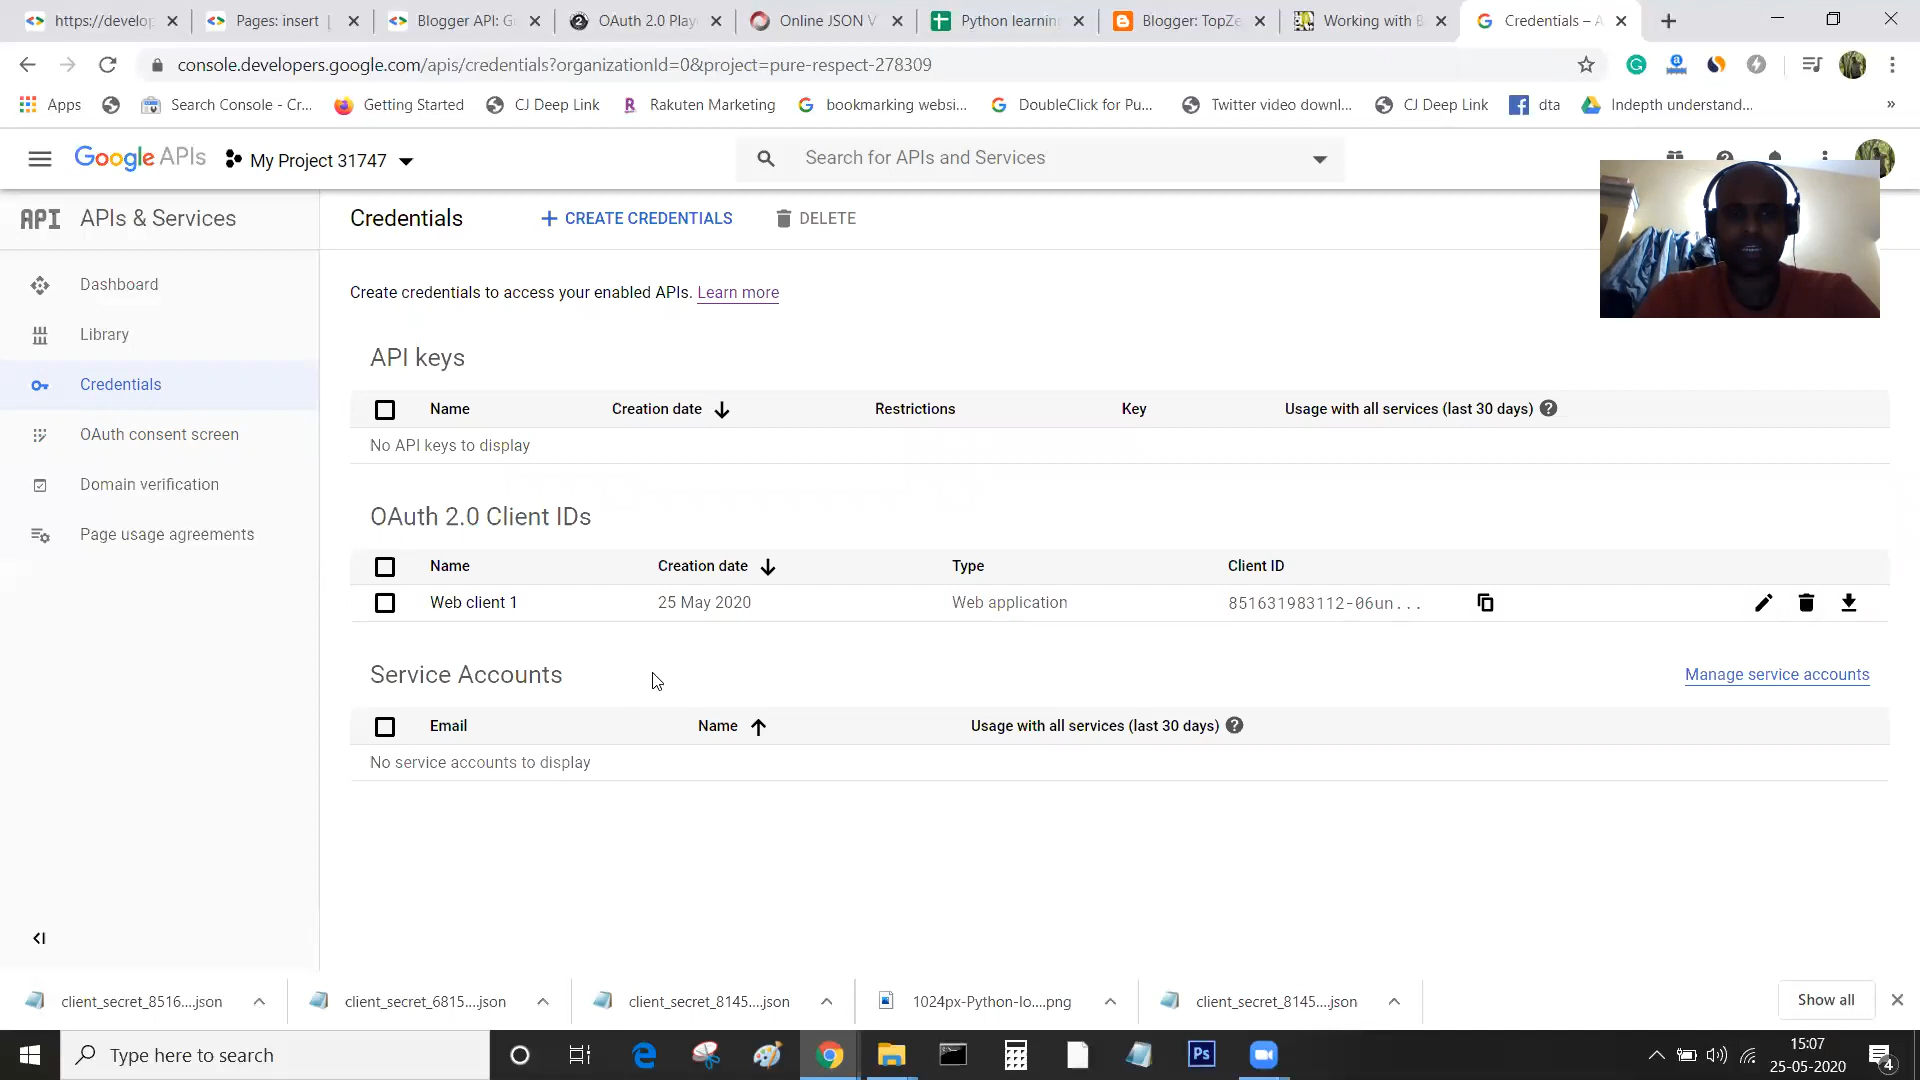 https://develop
Pages: insert
Blogger API: G
OAuth 2.0 Play
Online JSON V
Python learning
Blogger: TopZe
Working with B
Credentials – A
console.developers.google.com/apis/credentials?organizationId=0&project=pure-respect-278309
Apps
Search Console - Cr...
Getting Started
CJ Deep Link
Rakuten Marketing
bookmarking websi...
DoubleClick for Pu...
Twitter video downl...
CJ Deep Link
dta
Indepth understand...
»
Google APIs
My Project 31747
Search for APIs and Services
API APIs & Services
Credentials
CREATE CREDENTIALS
DELETE
Dashboard
Library
Credentials
OAuth consent screen
Domain verification
Page usage agreements
Create credentials to access your enabled APIs. Learn more
API keys
Name Creation date Restrictions Key Usage with all services (last 30 days)
No API keys to display
OAuth 2.0 Client IDs
Name Creation date Type Client ID
Web client 1 25 May 2020 Web application 851631983112-06un...
Service Accounts
Manage service accounts
Email Name Usage with all services (last 30 days)
No service accounts to display
client_secret_8516....json
client_secret_6815....json
client_secret_8145....json
1024px-Python-lo....png
client_secret_8145....json
Show all
Type here to search
Ps
15:07
25-05-2020
4